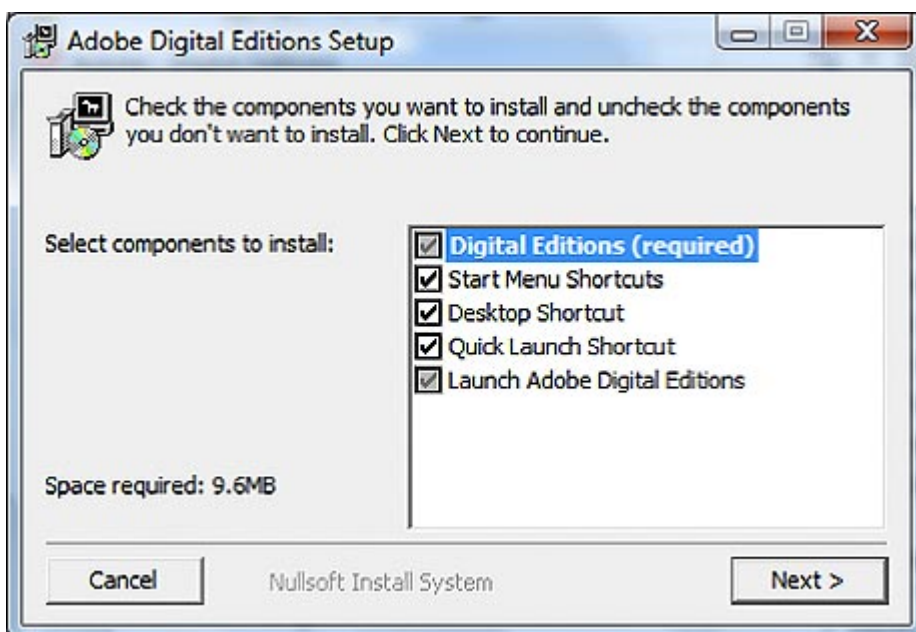 Adobe Digital Editions Setup
Check the components you want to install and uncheck the components
you don't want to install. Click Next to continue.
Select components to install:
Digital Editions (required)
Start Menu Shortcuts
Desktop Shortcut
Quick Launch Shortcut
Launch Adobe Digital Editions
Space required: 9.6MB
Cancel
Nullsoft Install System
Next >